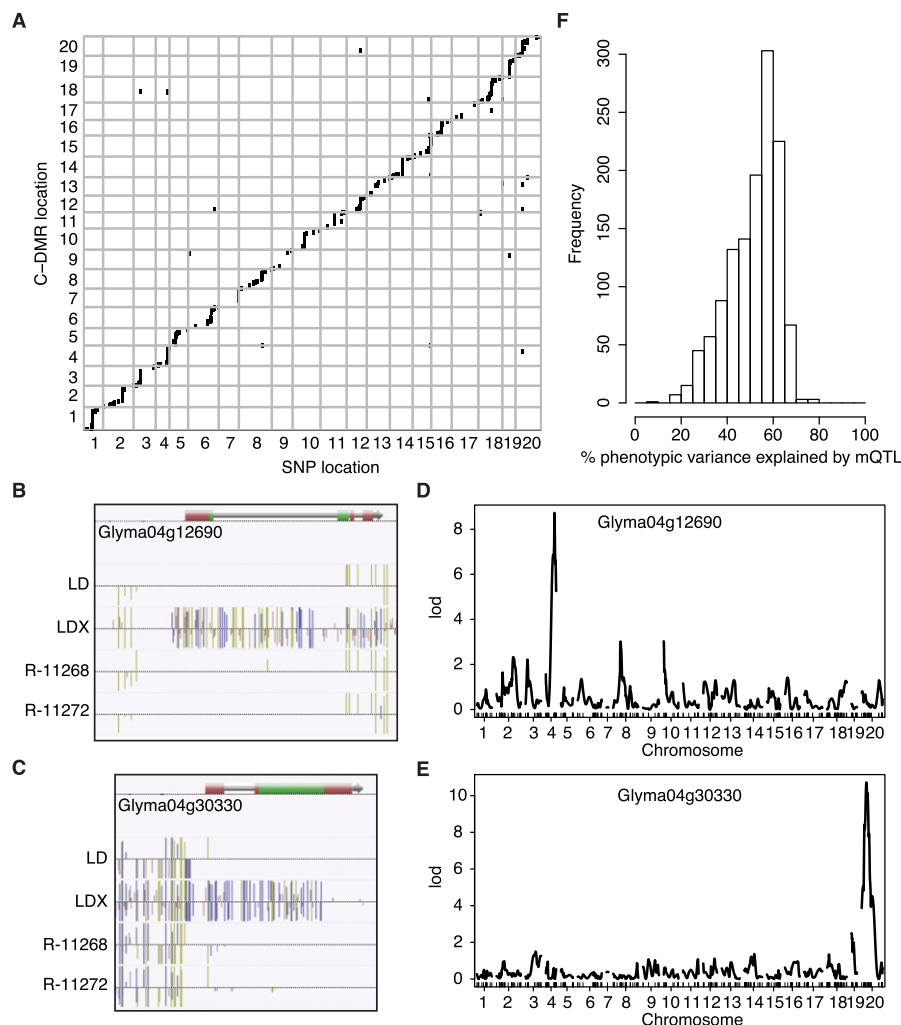 A
20
19
18
17
16
15
14
13
12
11
10
9
8
7
6
5
4
3
2
1
C−DMR location
1 2 3 4 5 6 7 8 9 10 11 12 13 14 15 16 17 18 19 20
SNP location
F
300
250
200
150
100
50
0
Frequency
0 20 40 60 80 100
% phenotypic variance explained by mQTL
B
Glyma04g12690
LD
LDX
R-11268
R-11272
D
Glyma04g12690
8
6
4
2
0
lod
1 2 3 4 5 6 7 8 9 10 11 12 13 14 15 16 17 18 19 20
Chromosome
C
Glyma04g30330
LD
LDX
R-11268
R-11272
E
Glyma04g30330
10
8
6
4
2
0
lod
1 2 3 4 5 6 7 8 9 10 11 12 13 14 15 16 17 18 19 20
Chromosome